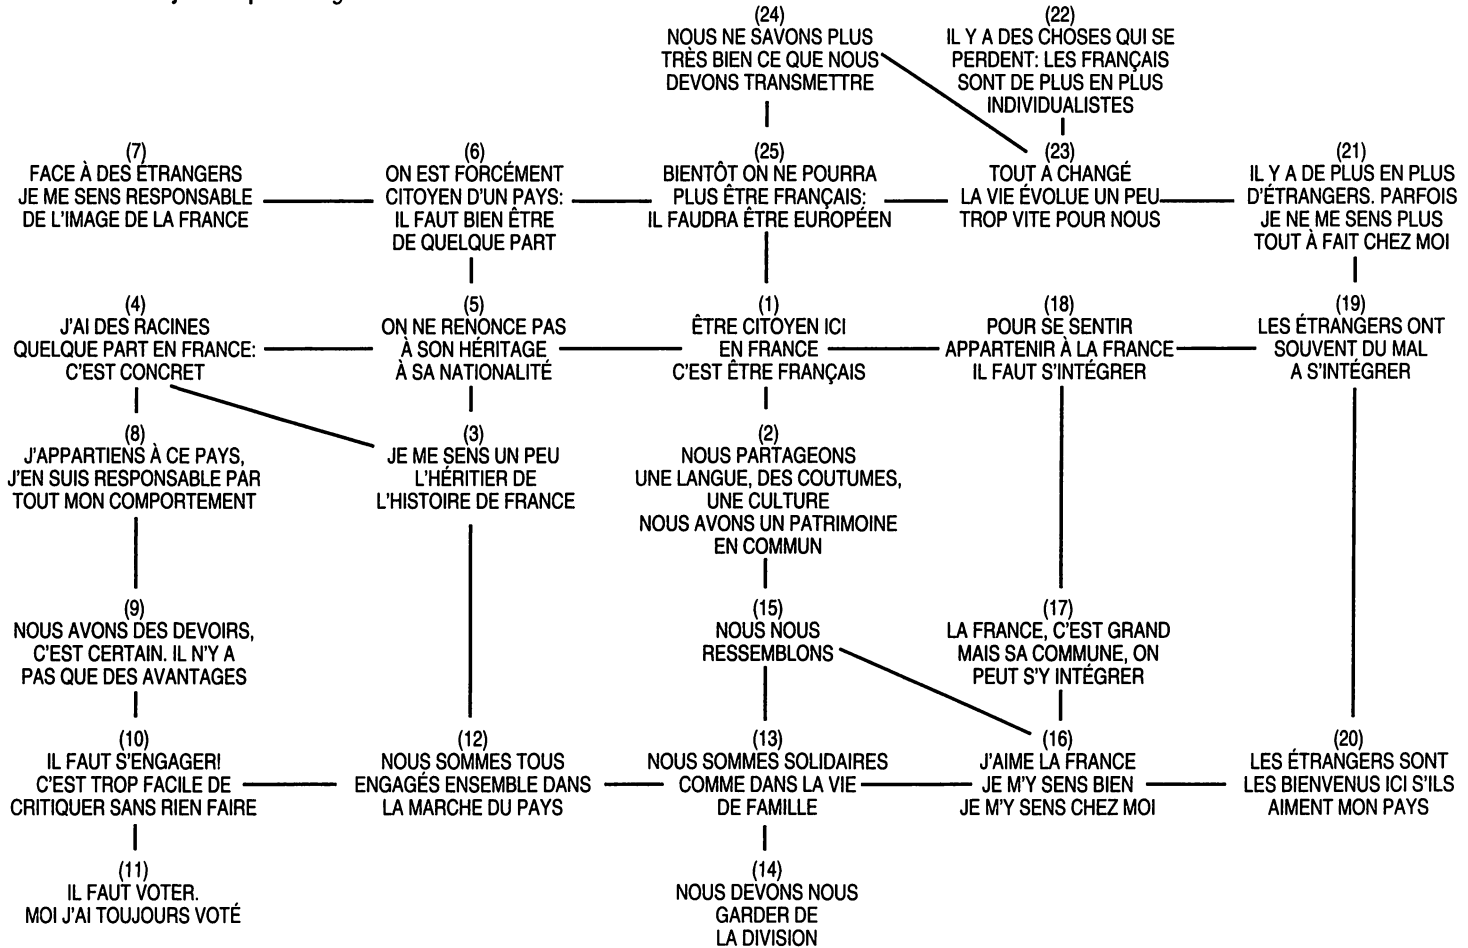 (24)
NOUS NE SAVONS PLUS
TRÈS BIEN CE QUE NOUS
DEVONS TRANSMETTRE
(22)
IL Y A DES CHOSES QUI SE
PERDENT: LES FRANÇAIS
SONT DE PLUS EN PLUS
INDIVIDUALISTES
(7)
FACE À DES ÉTRANGERS
JE ME SENS RESPONSABLE
DE L'IMAGE DE LA FRANCE
(6)
ON EST FORCÉMENT
CITOYEN D'UN PAYS:
IL FAUT BIEN ÊTRE
DE QUELQUE PART
(25)
BIENTÔT ON NE POURRA
PLUS ÊTRE FRANÇAIS:
IL FAUDRA ÊTRE EUROPÉEN
(23)
TOUT A CHANGÉ
LA VIE ÉVOLUE UN PEU
TROP VITE POUR NOUS
(21)
IL Y A DE PLUS EN PLUS
D'ÉTRANGERS. PARFOIS
JE NE ME SENS PLUS
TOUT À FAIT CHEZ MOI
(4)
J'AI DES RACINES
QUELQUE PART EN FRANCE:
C'EST CONCRET
(5)
ON NE RENONCE PAS
À SON HÉRITAGE
À SA NATIONALITÉ
(1)
ÊTRE CITOYEN ICI
EN FRANCE
C'EST ÊTRE FRANÇAIS
(18)
POUR SE SENTIR
APPARTENIR À LA FRANCE
IL FAUT S'INTÉGRER
(19)
LES ÉTRANGERS ONT
SOUVENT DU MAL
A S'INTÉGRER
(8)
J'APPARTIENS À CE PAYS,
J'EN SUIS RESPONSABLE PAR
TOUT MON COMPORTEMENT
(3)
JE ME SENS UN PEU
L'HÉRITIER DE
L'HISTOIRE DE FRANCE
(2)
NOUS PARTAGEONS
UNE LANGUE, DES COUTUMES,
UNE CULTURE
NOUS AVONS UN PATRIMOINE
EN COMMUN
(9)
NOUS AVONS DES DEVOIRS,
C'EST CERTAIN. IL N'Y A
PAS QUE DES AVANTAGES
(15)
NOUS NOUS
RESSEMBLONS
(17)
LA FRANCE, C'EST GRAND
MAIS SA COMMUNE, ON
PEUT S'Y INTÉGRER
(10)
IL FAUT S'ENGAGER!
C'EST TROP FACILE DE
CRITIQUER SANS RIEN FAIRE
(12)
NOUS SOMMES TOUS
ENGAGÉS ENSEMBLE DANS
LA MARCHE DU PAYS
(13)
NOUS SOMMES SOLIDAIRES
COMME DANS LA VIE
DE FAMILLE
(16)
J'AIME LA FRANCE
JE M'Y SENS BIEN
JE M'Y SENS CHEZ MOI
(20)
LES ÉTRANGERS SONT
LES BIENVENUS ICI S'ILS
AIMENT MON PAYS
(11)
IL FAUT VOTER.
MOI J'AI TOUJOURS VOTÉ
(14)
NOUS DEVONS NOUS
GARDER DE
LA DIVISION